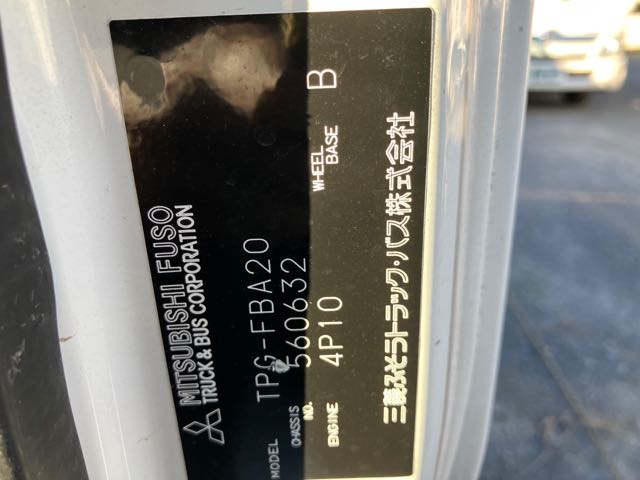 MITSUBISHI FUSO
TRUCK & BUS CORPORATION
MODEL TPG-FBA20
CHASSIS NO. 560632
ENGINE 4P10 WHEEL BASE B
三菱ふそうトラック・バス株式会社